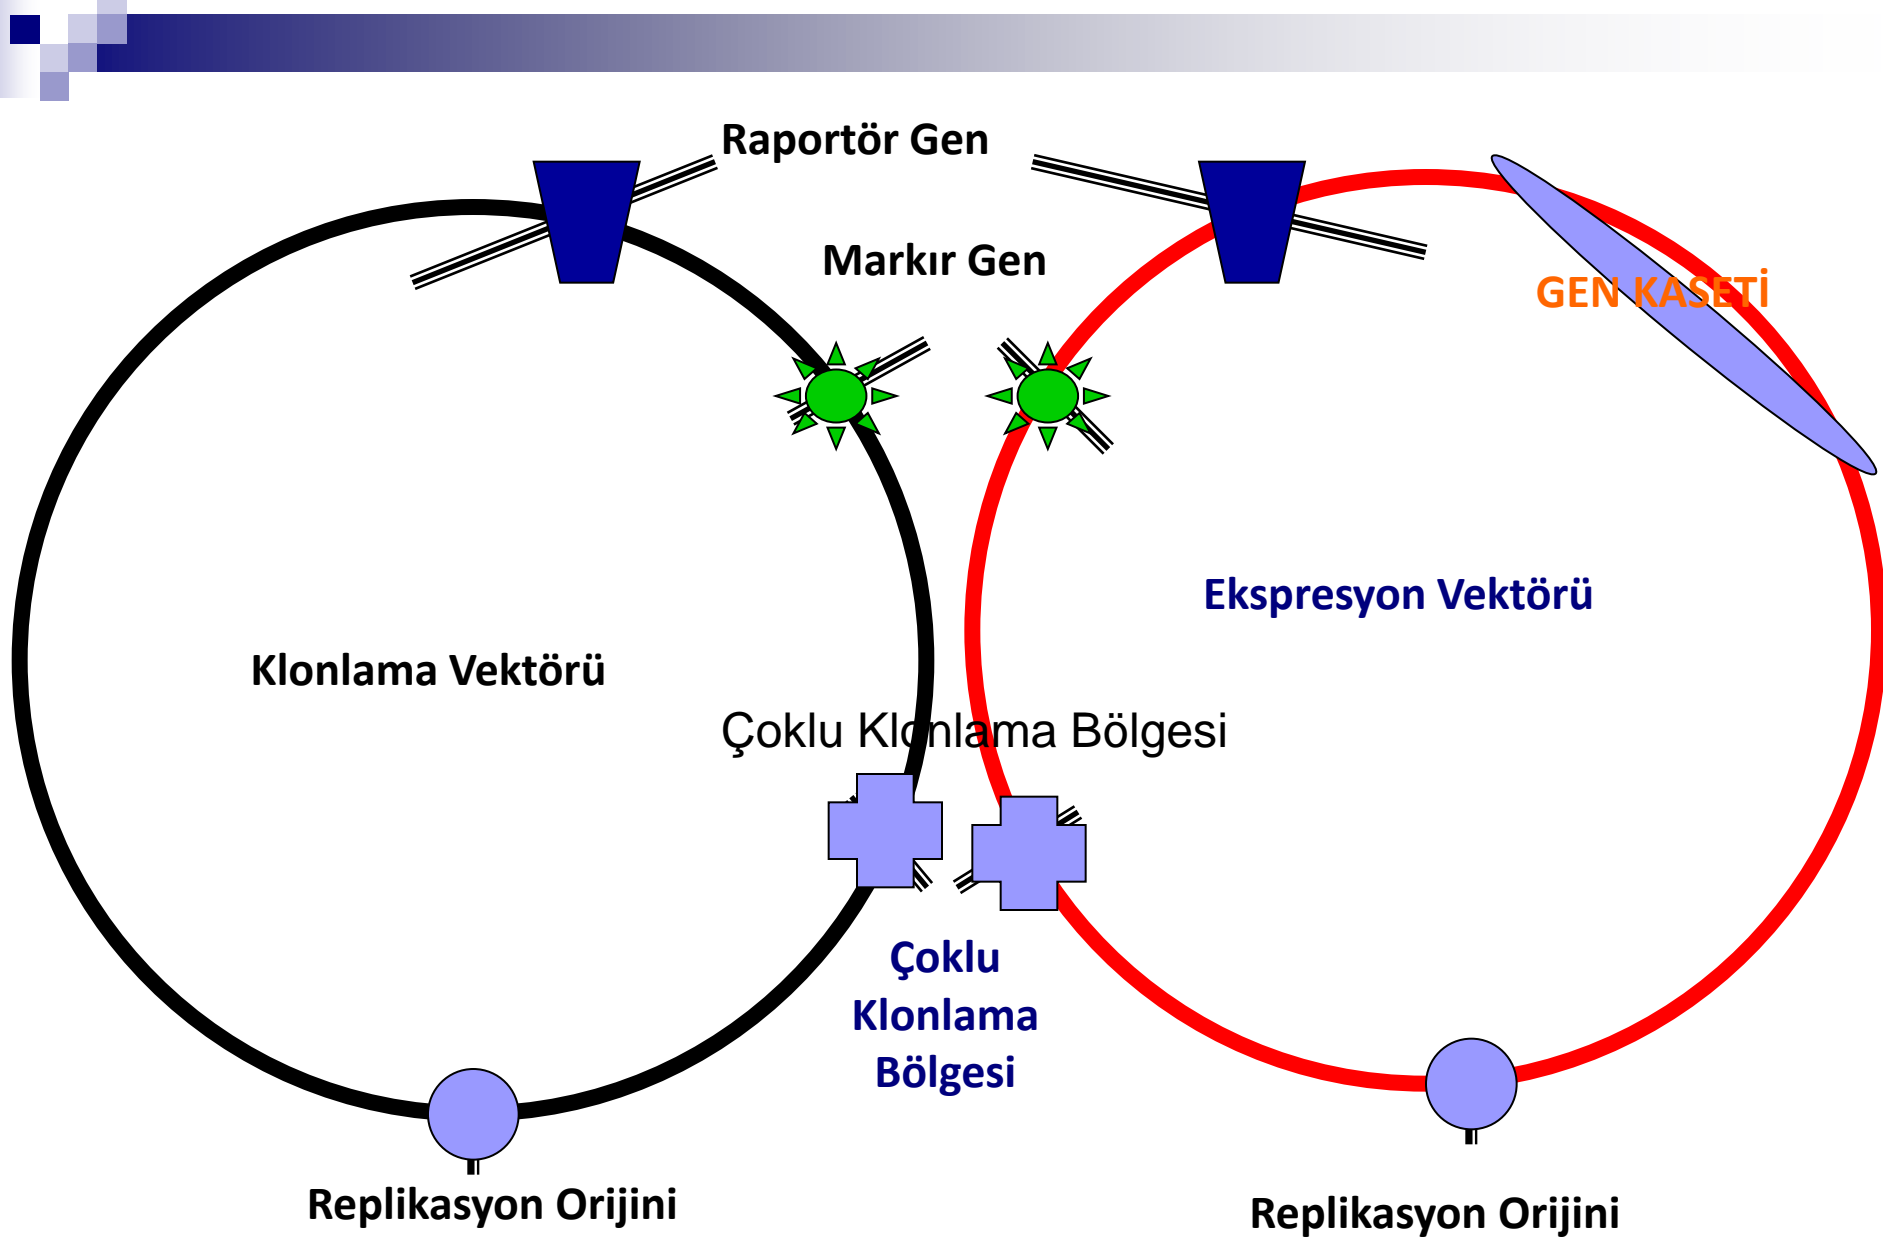 Raportör Gen
Markır Gen
GEN KASETİ
Ekspresyon Vektörü
Klonlama Vektörü
Çoklu Klonlama Bölgesi
Çoklu
Klonlama
Bölgesi
Replikasyon Orijini
Replikasyon Orijini